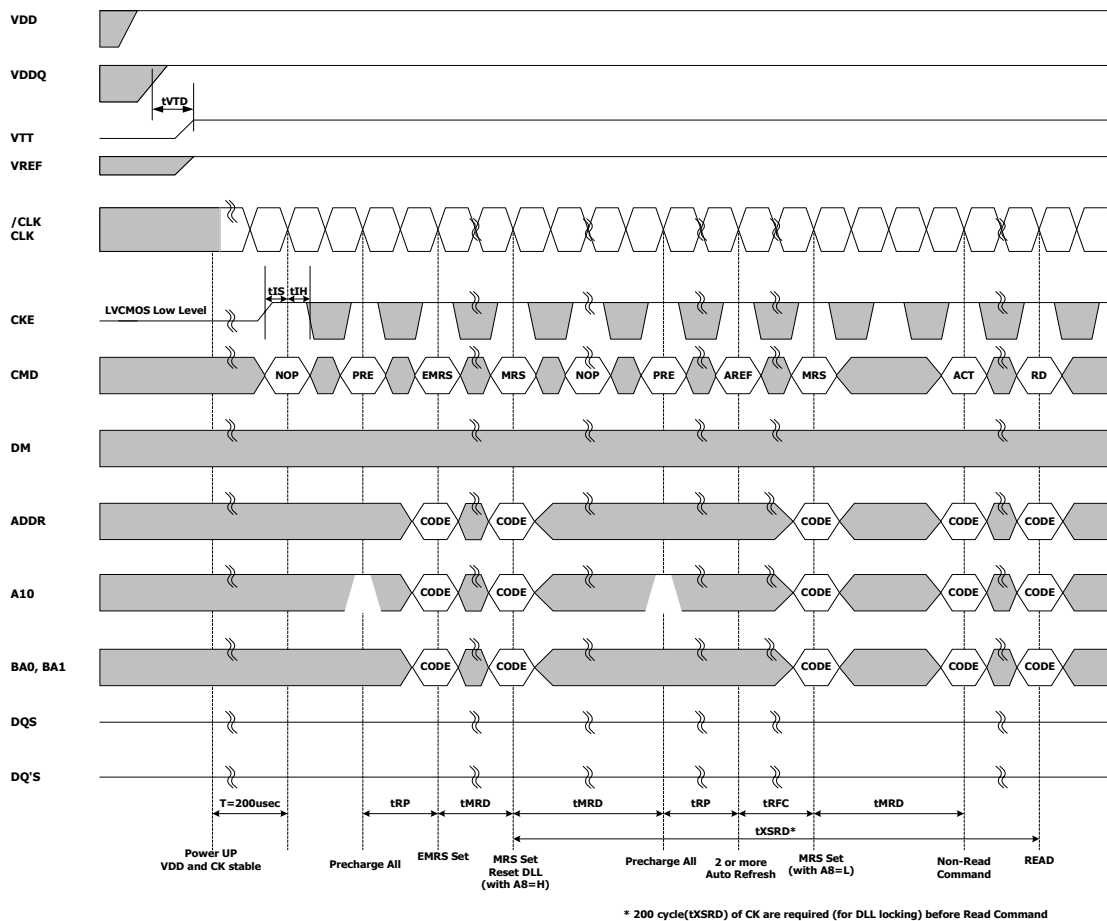 VDD
VDDQ
tVTD
VTT
VREF
/CLK
CLK
tIS tIH
CKE
LVCMOS Low Level
CMD NOP PRE EMRS MRS NOP PRE AREF MRS ACT RD
DM
ADDR CODE CODE CODE CODE CODE
A10 CODE CODE CODE CODE CODE
BA0, BA1 CODE CODE CODE CODE CODE
DQS
DQ'S
T=200usec tRP tMRD tMRD tRP tRFC tMRD
tXSRD*
Power UP
VDD and CK stable
Precharge All
EMRS Set
MRS Set
Reset DLL
(with A8=H)
Precharge All
2 or more
Auto Refresh
MRS Set
(with A8=L)
Non-Read
Command
READ
* 200 cycle(tXSRD) of CK are required (for DLL locking) before Read Command